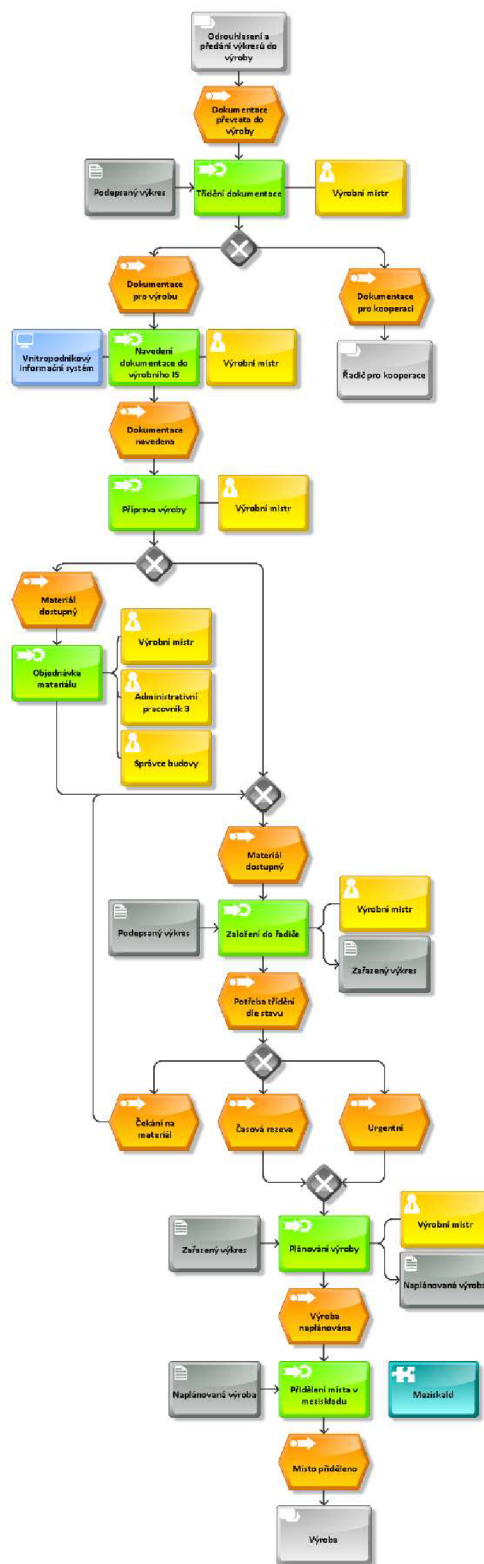 Odsouhlasení a
předání výkresů do
výroby
Dokumentace
převzata do
výroby
Podepsaný výkres
Třídění dokumentace
Výrobní mistr
Dokumentace
pro výrobu
Dokumentace
pro kooperaci
Vnitropodnikový
informační systém
Navedení
dokumentace do
výrobního IS
Výrobní mistr
Řadič pro kooperace
Dokumentace
navedena
Příprava výroby
Výrobní mistr
Materiál
dostupný
Objednávka
materiálu
Výrobní mistr
Administrativní
pracovník 3
Správce budovy
Materiál
dostupný
Podepsaný výkres
Založení do řadiče
Výrobní mistr
Zařazený výkres
Potřeba třídění
dle stavu
Čekání na
materiál
Časová rezeva
Urgentní
Zařazený výkres
Plánování výroby
Výrobní mistr
Naplánovaná výroba
Výroba
naplánována
Naplánovaná výroba
Přidělení místa v
meziskladu
Meziskald
Místo přiděleno
Výroba